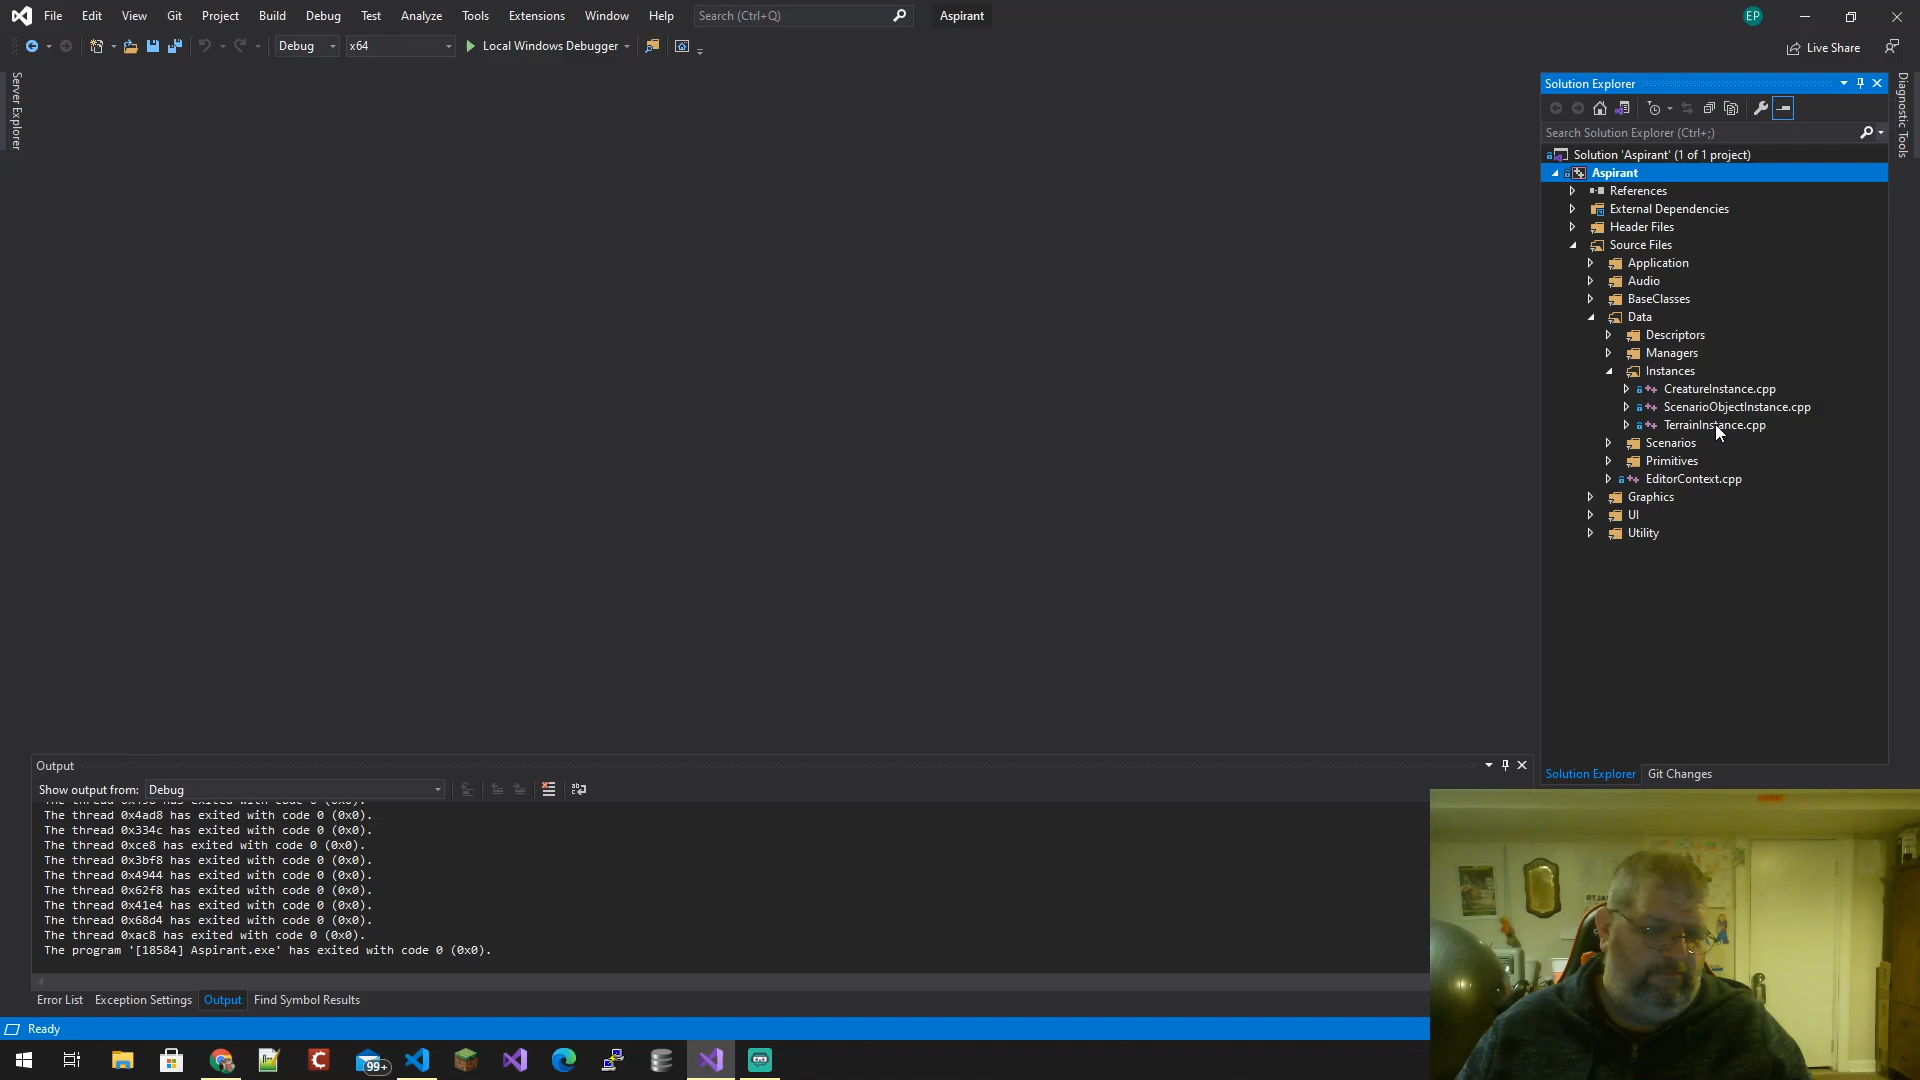 File Edit View Git Project Build Debug Test Analyze Tools Extensions Window Help Search (Ctrl+Q) Aspirant EP
Debug x64 Local Windows Debugger Live Share
Server Explorer
Diagnostic Tools
Solution Explorer
Search Solution Explorer (Ctrl+;)
Solution 'Aspirant' (1 of 1 project)
Aspirant
References
External Dependencies
Header Files
Source Files
Application
Audio
BaseClasses
Data
Descriptors
Managers
Instances
CreatureInstance.cpp
ScenarioObjectInstance.cpp
TerrainInstance.cpp
Scenarios
Primitives
EditorContext.cpp
Graphics
UI
Utility
Solution Explorer Git Changes
Output
Show output from: Debug
The thread 0x4ad8 has exited with code 0 (0x0).
The thread 0x334c has exited with code 0 (0x0).
The thread 0xce8 has exited with code 0 (0x0).
The thread 0x3bf8 has exited with code 0 (0x0).
The thread 0x4944 has exited with code 0 (0x0).
The thread 0x62f8 has exited with code 0 (0x0).
The thread 0x41e4 has exited with code 0 (0x0).
The thread 0x68d4 has exited with code 0 (0x0).
The thread 0xac8 has exited with code 0 (0x0).
The program '[18584] Aspirant.exe' has exited with code 0 (0x0).
Error List Exception Settings Output Find Symbol Results
Ready
99+